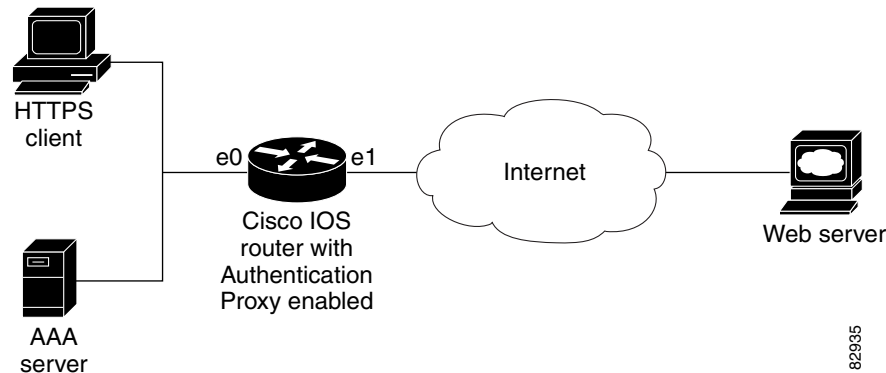 HTTPS
client
e0
e1
Internet
Cisco IOS
router with
Authentication
Proxy enabled
Web server
AAA
server
82935